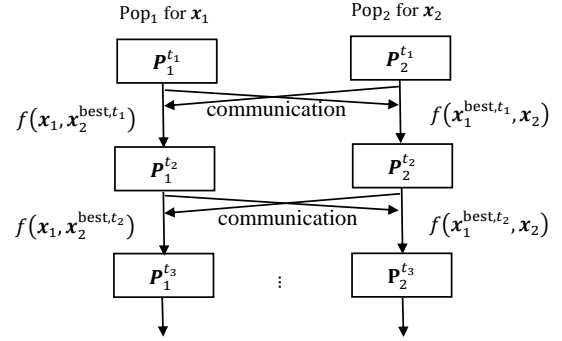 Pop₁ for 𝒙₁ Pop₂ for 𝒙₂
𝑷₁^{t₁} 𝑷₂^{t₁}
communication
f(𝒙₁, 𝒙₂^{best,t₁}) f(𝒙₁^{best,t₁}, 𝒙₂)
𝑷₁^{t₂} 𝑷₂^{t₂}
communication
f(𝒙₁, 𝒙₂^{best,t₂}) f(𝒙₁^{best,t₂}, 𝒙₂)
𝑷₁^{t₃} ⋮ 𝐏₂^{t₃}